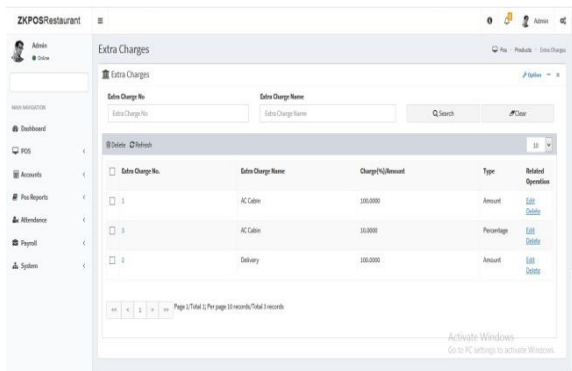 ZKPOSRestaurant
0
Admin
Admin
Online
Extra Charges
Pos Products Extra Charges
Extra Charges
Option
Extra Charge No
Extra Charge Name
Extra Charge No
Extra Charge Name
Search
Clear
MAIN NAVIGATION
Dashboard
POS
Accounts
Pos Reports
Attendance
Payroll
System
Delete Refresh
10
Extra Charge No. Extra Charge Name Charge(%)/Amount Type Related Operation
1 AC Cabin 100.0000 Amount Edit Delete
3 AC Cabin 10.0000 Percentage Edit Delete
2 Delivery 100.0000 Amount Edit Delete
<< < 1 > >> Page 1/Total 1; Per page 10 records/Total 3 records
Activate Windows
Go to PC settings to activate Windows.